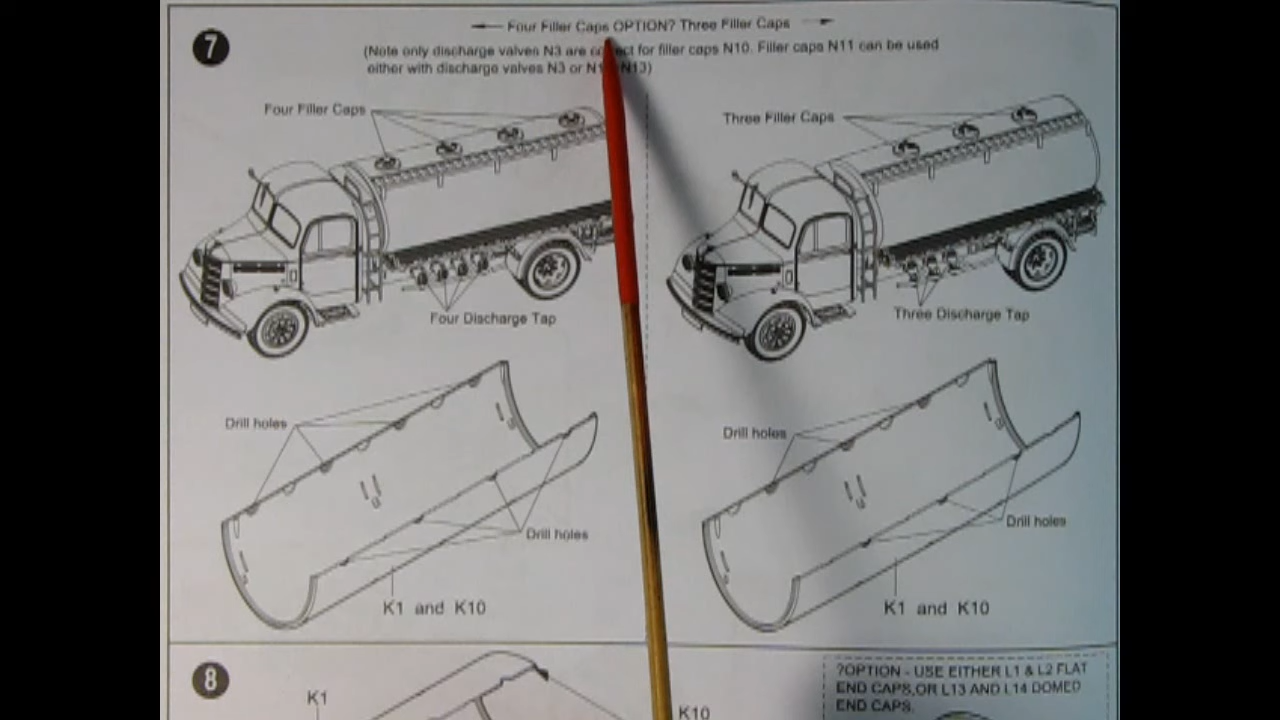 7
Four Filler Caps OPTION? Three Filler Caps
(Note only discharge valves N3 are for filler caps N10. Filler caps N11 can be used
either with discharge valves N3 or N13)
Four Filler Caps
Three Filler Caps
Four Discharge Tap
Three Discharge Tap
Drill holes
Drill holes
Drill holes
Drill holes
K1 and K10
K1 and K10
8
K1
K10
?OPTION - USE EITHER L1 & L2 FLAT
END CAPS,OR L13 AND L14 DOMED
END CAPS.